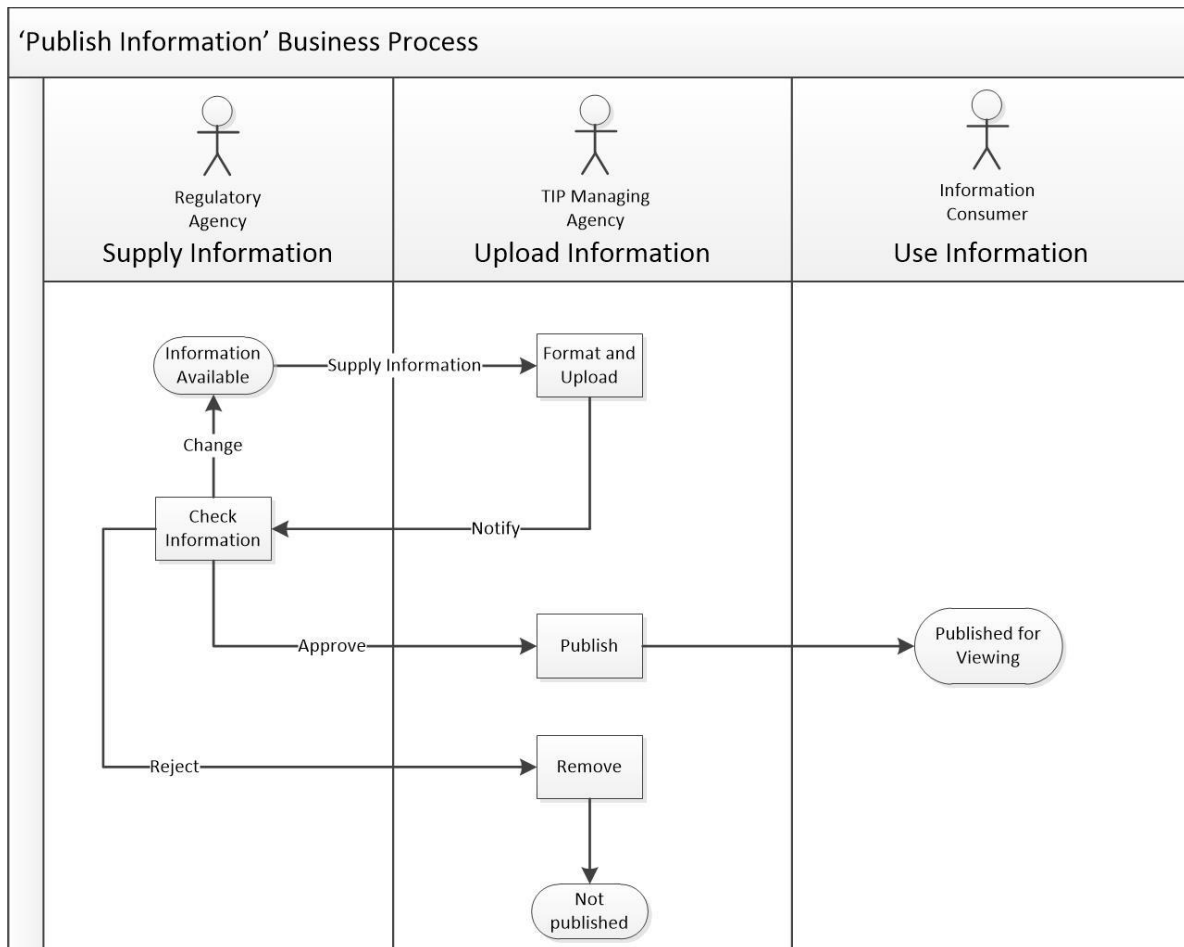 ‘Publish Information’ Business Process
Regulatory
Agency
Supply Information
TIP Managing
Agency
Upload Information
Information
Consumer
Use Information
Information
Available
Supply Information
Format and
Upload
Change
Check
Information
Notify
Approve
Publish
Published for
Viewing
Reject
Remove
Not
published